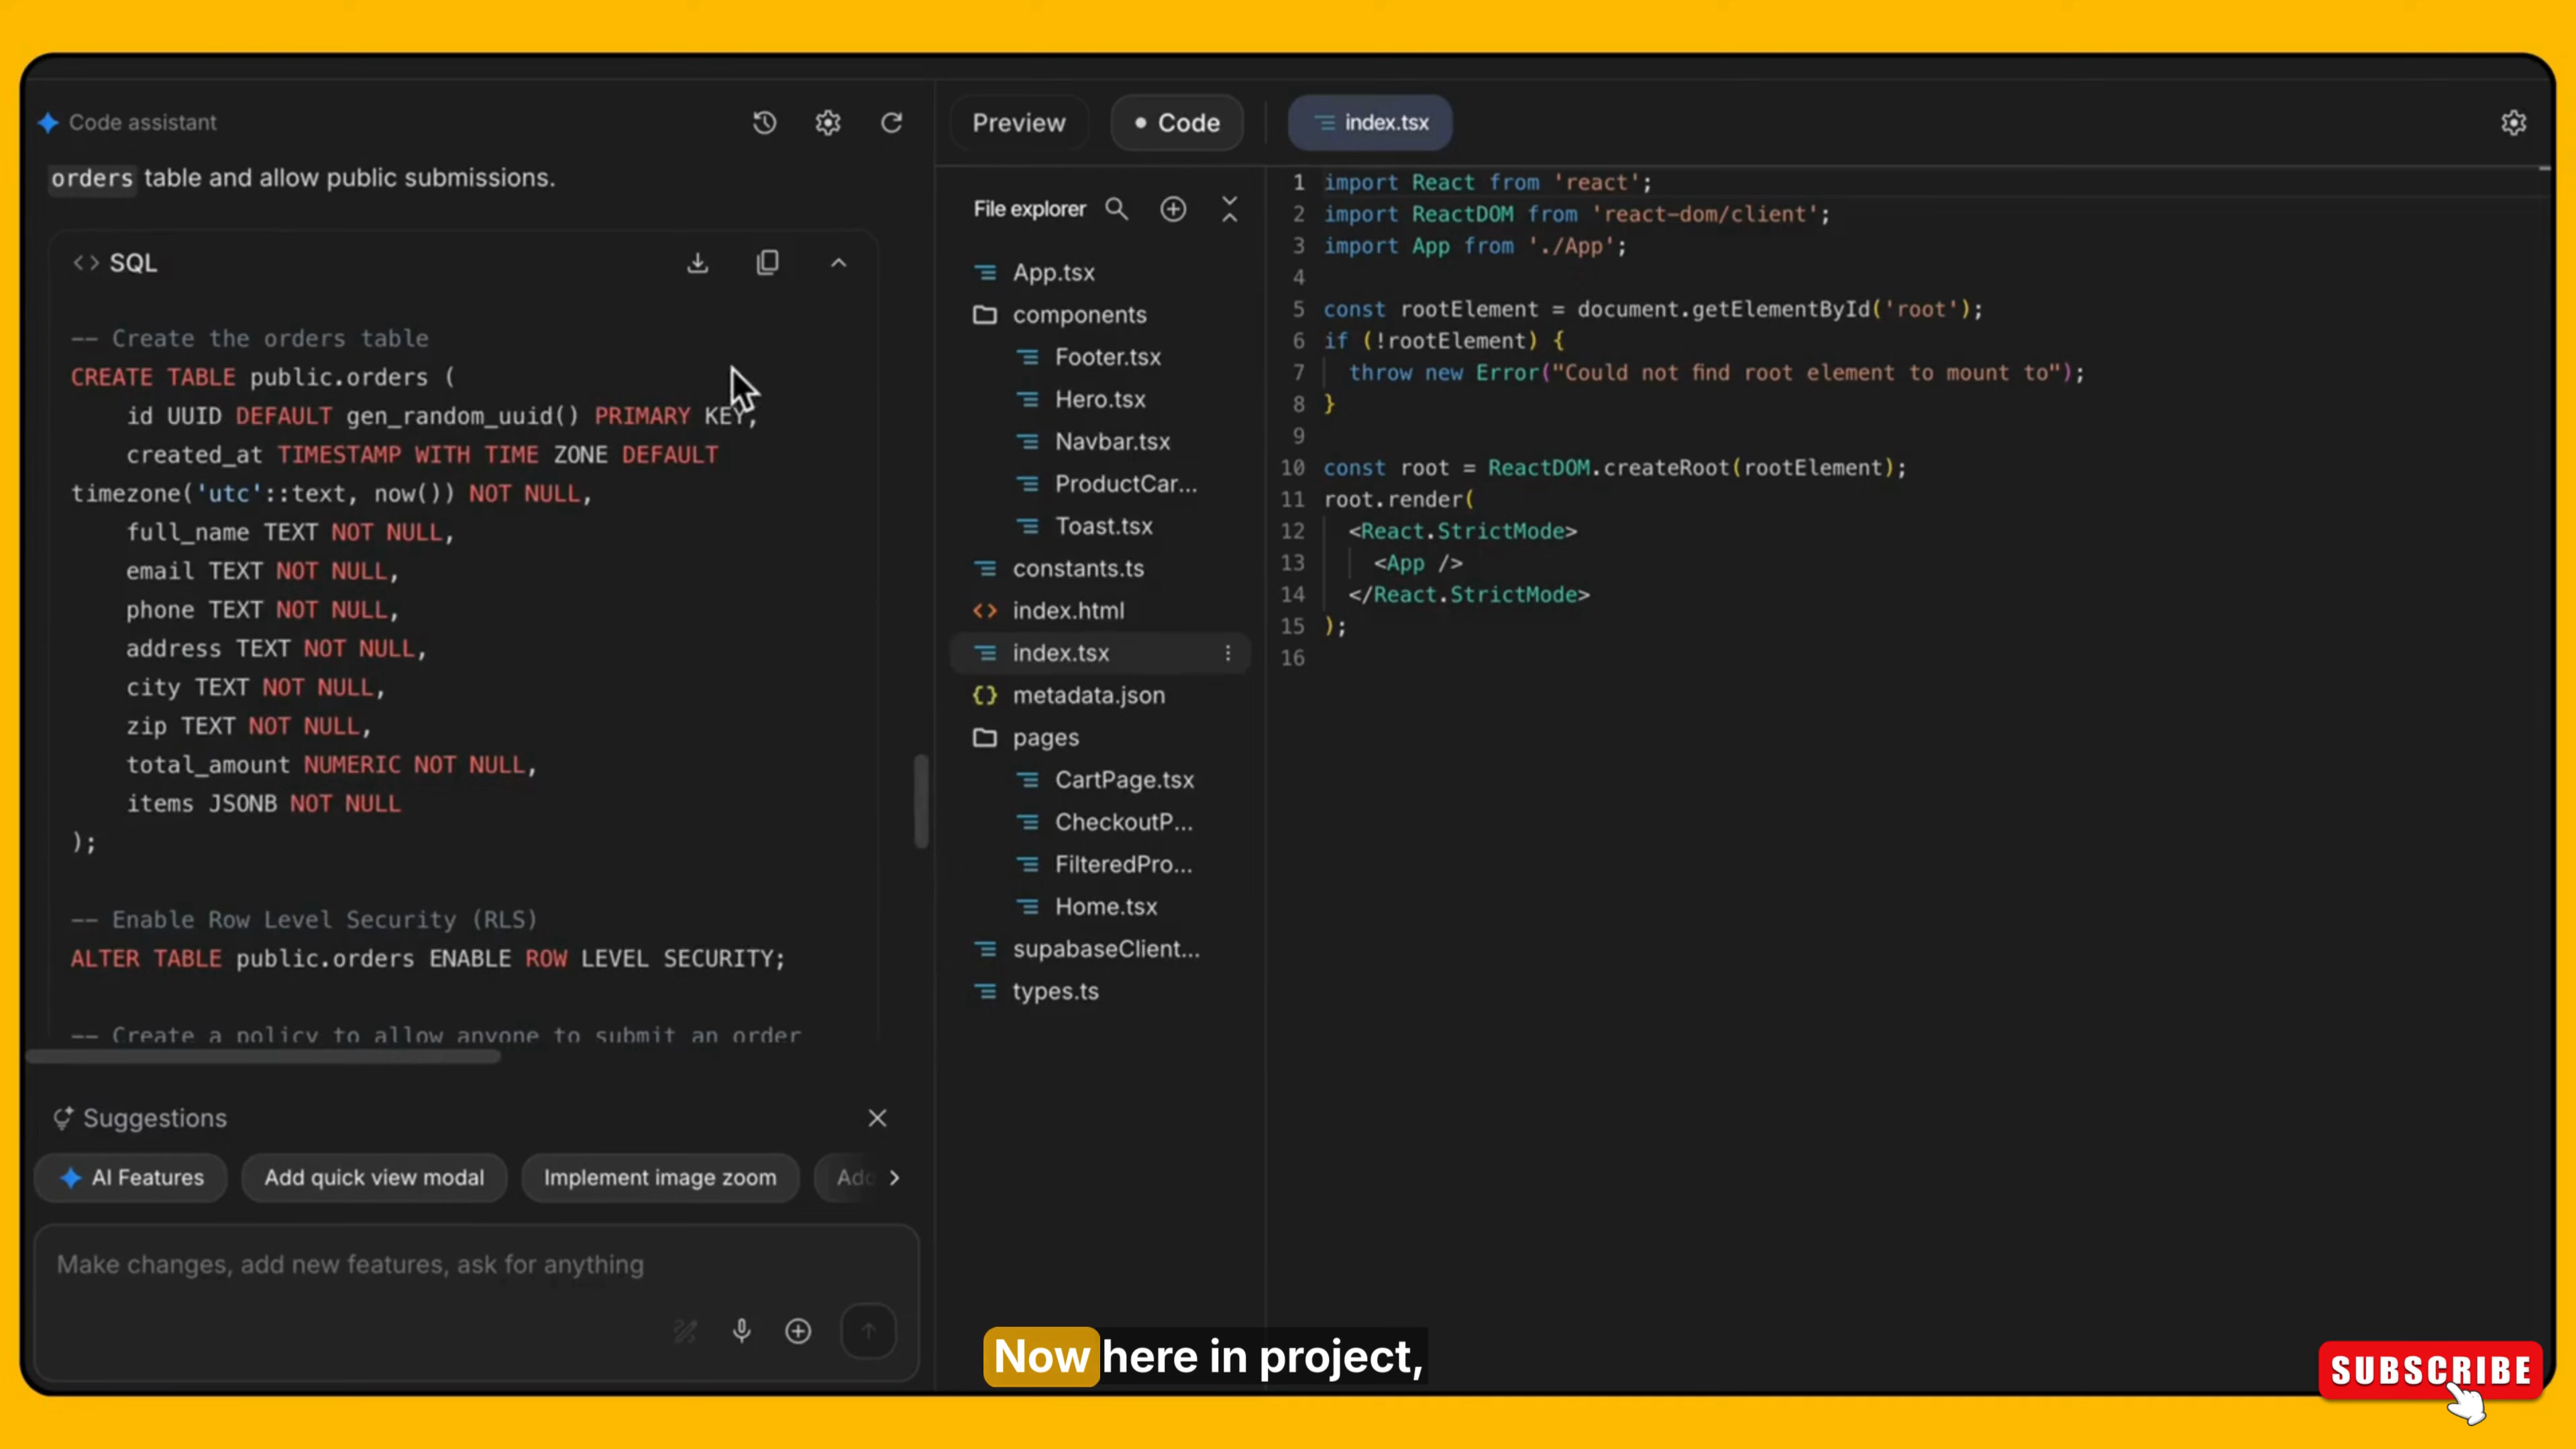 Code assistant
orders table and allow public submissions.
<> SQL
-- Create the orders table
CREATE TABLE public.orders (
id UUID DEFAULT gen_random_uuid() PRIMARY KEY,
created_at TIMESTAMP WITH TIME ZONE DEFAULT
timezone('utc'::text, now()) NOT NULL,
full_name TEXT NOT NULL,
email TEXT NOT NULL,
phone TEXT NOT NULL,
address TEXT NOT NULL,
city TEXT NOT NULL,
zip TEXT NOT NULL,
total_amount NUMERIC NOT NULL,
items JSONB NOT NULL
);
-- Enable Row Level Security (RLS)
ALTER TABLE public.orders ENABLE ROW LEVEL SECURITY;
-- Create a policy to allow anyone to submit an order
Suggestions
AI Features
Add quick view modal
Implement image zoom
Add
Make changes, add new features, ask for anything
Preview
Code
index.tsx
File explorer
App.tsx
components
Footer.tsx
Hero.tsx
Navbar.tsx
ProductCar...
Toast.tsx
constants.ts
<> index.html
index.tsx
{} metadata.json
pages
CartPage.tsx
CheckoutP...
FilteredPro...
Home.tsx
supabaseClient...
types.ts
1 import React from 'react';
2 import ReactDOM from 'react-dom/client';
3 import App from './App';
4
5 const rootElement = document.getElementById('root');
6 if (!rootElement) {
7 throw new Error("Could not find root element to mount to");
8 }
9
10 const root = ReactDOM.createRoot(rootElement);
11 root.render(
12 <React.StrictMode>
13 <App />
14 </React.StrictMode>
15 );
16
Now here in project,
SUBSCRIBE